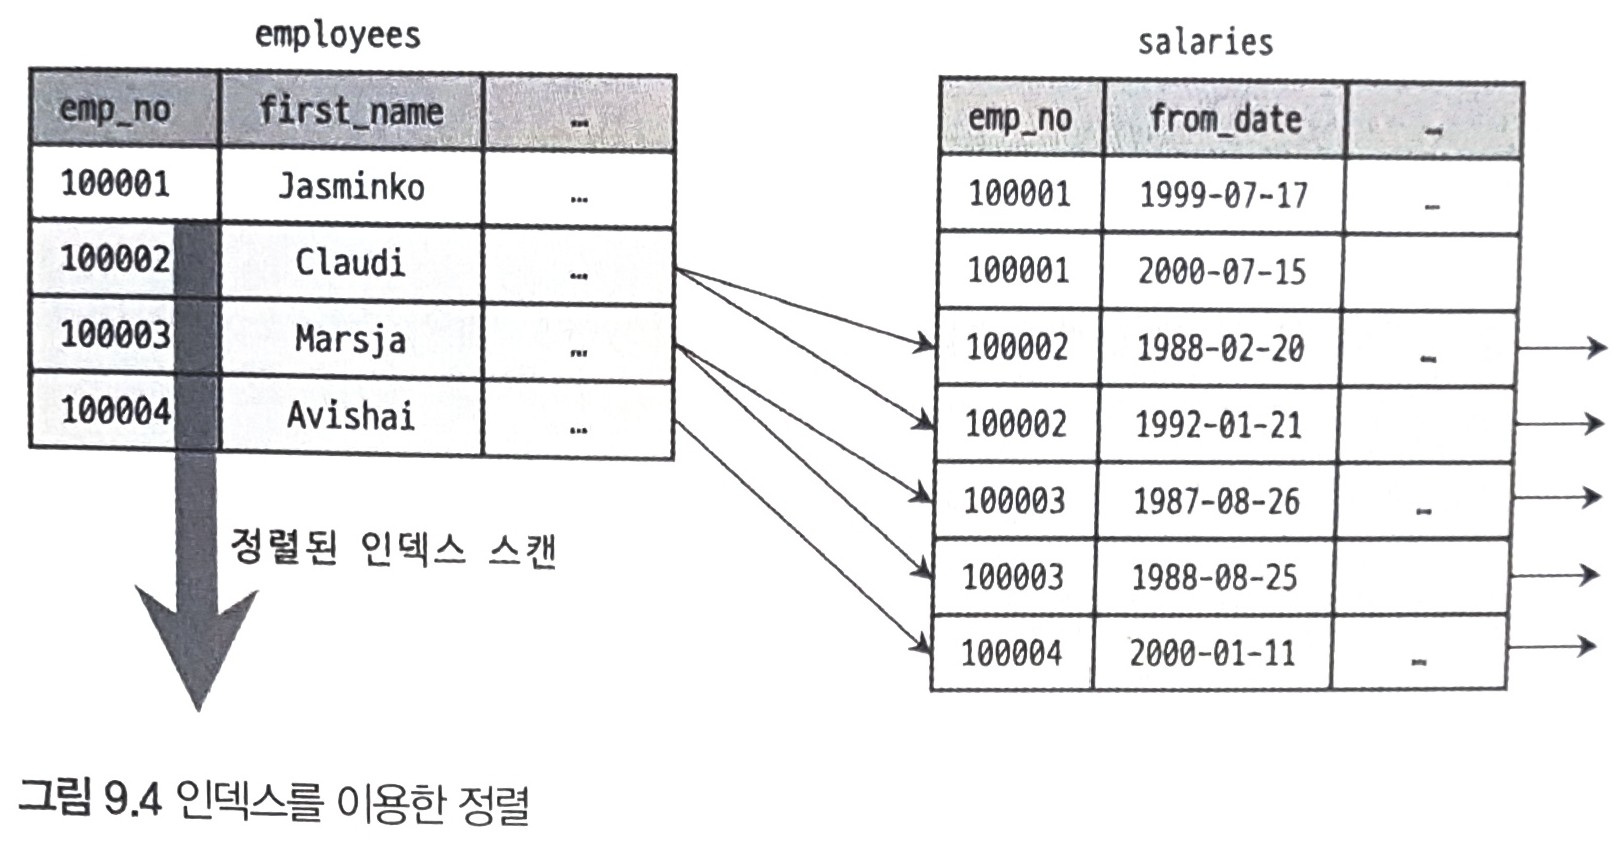 employees
emp_no first_name ...
100001 Jasminko ...
100002 Claudi ...
100003 Marsja ...
100004 Avishai ...
정렬된 인덱스 스캔
salaries
emp_no from_date ...
100001 1999-07-17 ...
100001 2000-07-15
100002 1988-02-20 ...
100002 1992-01-21
100003 1987-08-26 ...
100003 1988-08-25
100004 2000-01-11 ...
그림 9.4 인덱스를 이용한 정렬